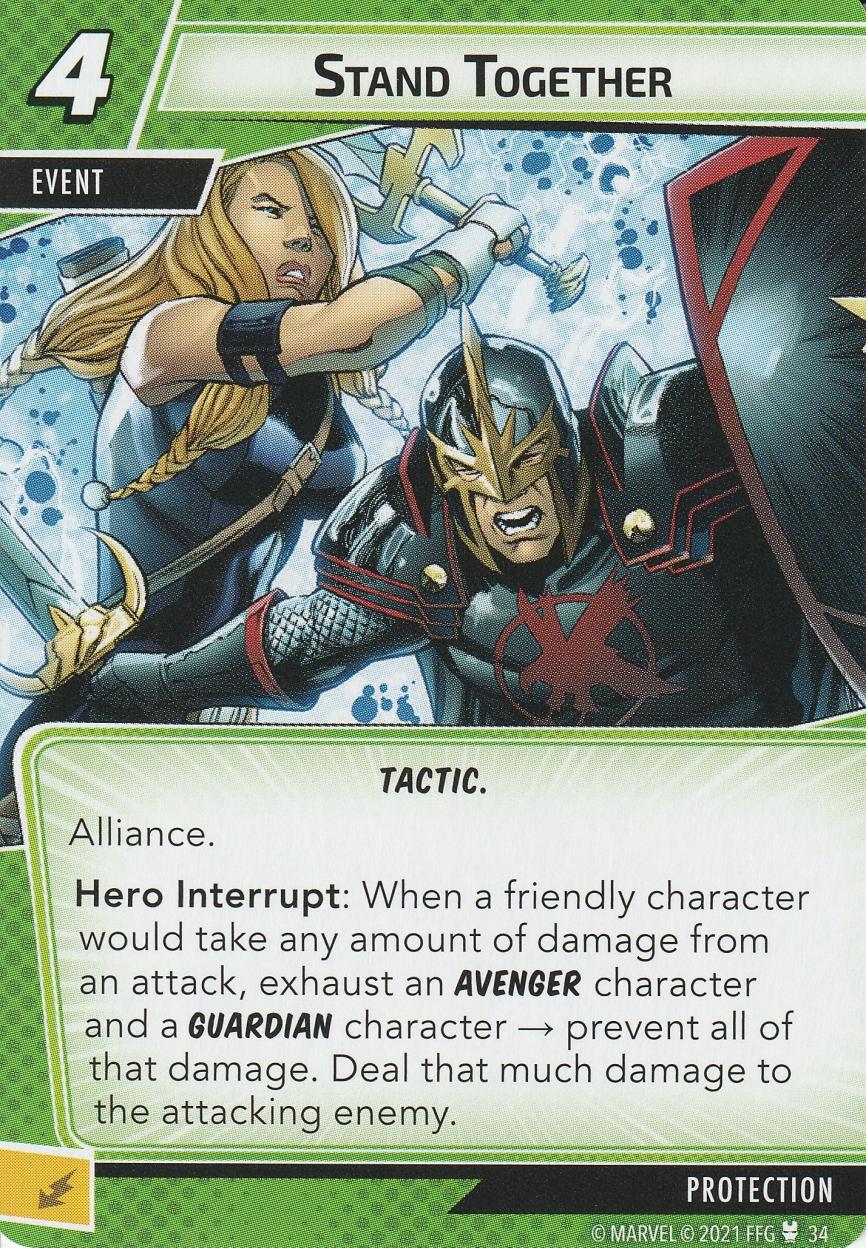 4
STAND TOGETHER
EVENT
TACTIC.
Alliance.
Hero Interrupt: When a friendly character
would take any amount of damage from
an attack, exhaust an AVENGER character
and a GUARDIAN character → prevent all of
that damage. Deal that much damage to
the attacking enemy.
PROTECTION
© MARVEL © 2021 FFG 34